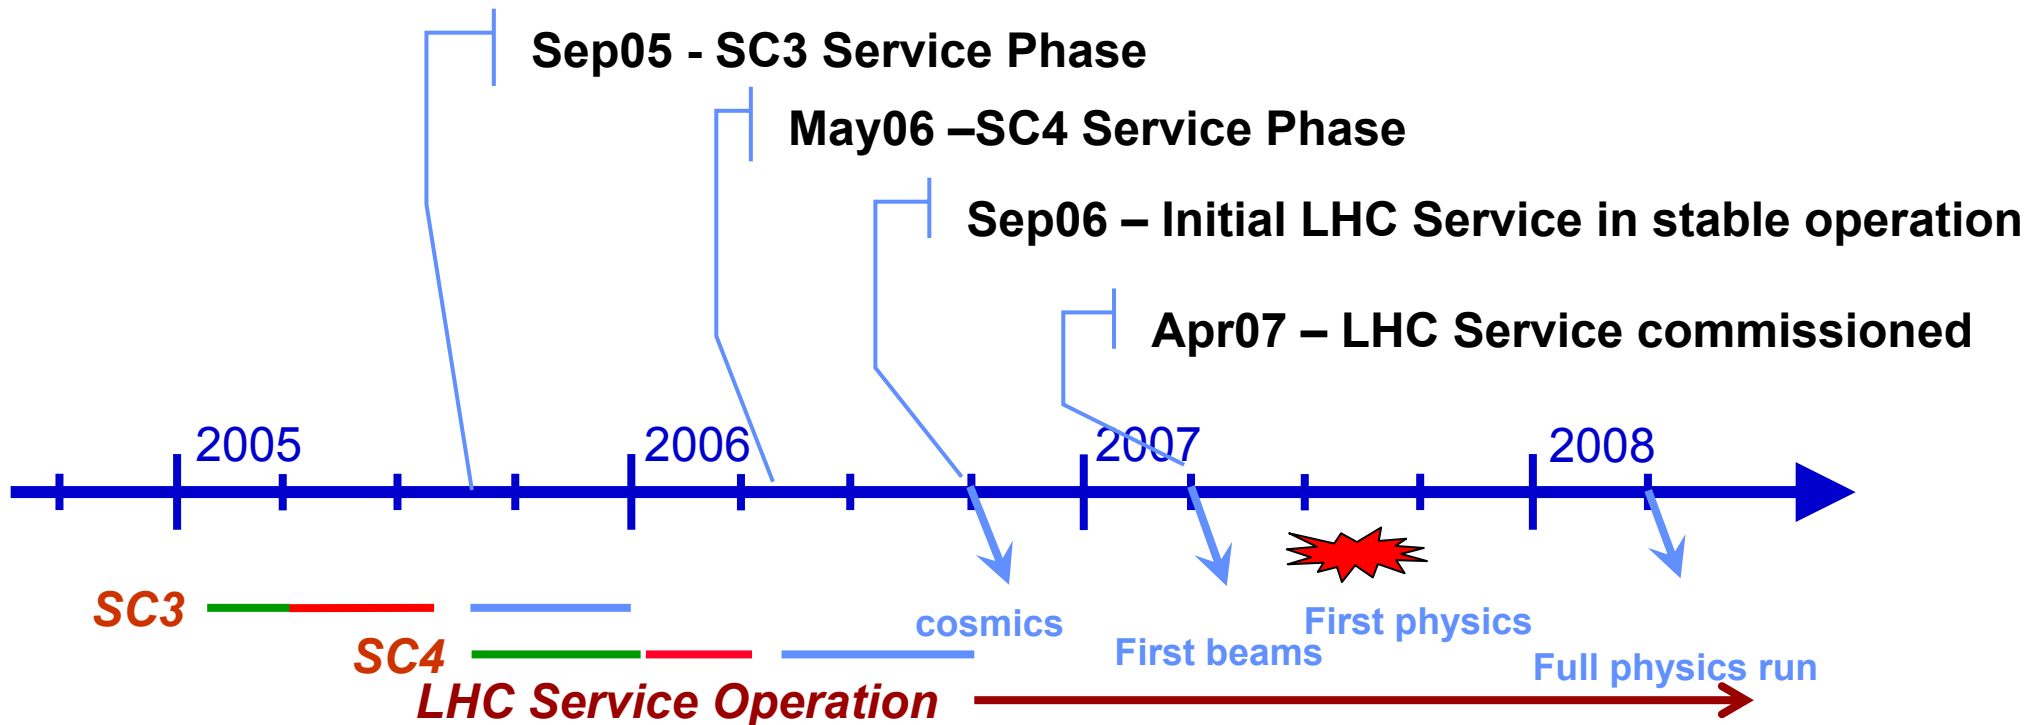 Sep05 - SC3 Service Phase
May06 –SC4 Service Phase
Sep06 – Initial LHC Service in stable operation
Apr07 – LHC Service commissioned
2005
2006
2007
2008
SC3
cosmics
First physics
SC4
First beams
Full physics run
LHC Service Operation